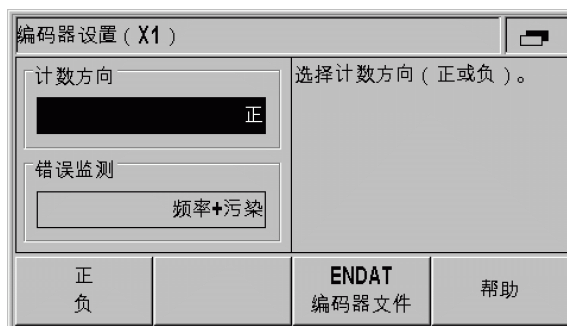 编码器设置（X1）
计数方向
正
错误监测
频率+污染
选择计数方向（正或负）。
正
负
ENDAT
编码器文件
帮助